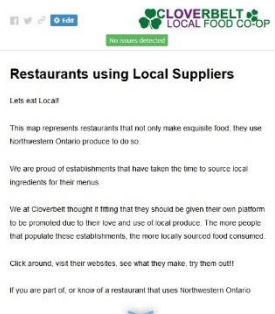 Edit
CLOVERBELT
LOCAL FOOD CO-OP
No issues detected
Restaurants using Local Suppliers
Lets eat Local!
This map represents restaurants that not only make exquisite food, they use
Northwestern Ontario produce to do so.
We are proud of establishments that have taken the time to source local
ingredients for their menus.
We at Cloverbelt thought it fitting that they should be given their own platform
to be promoted due to their love and use of local produce. The more people
that populate these establishments, the more locally sourced food consumed.
Click around, visit their websites, see what they make, try them out!!!
If you are part of, or know of a restaurant that uses Northwestern Ontario